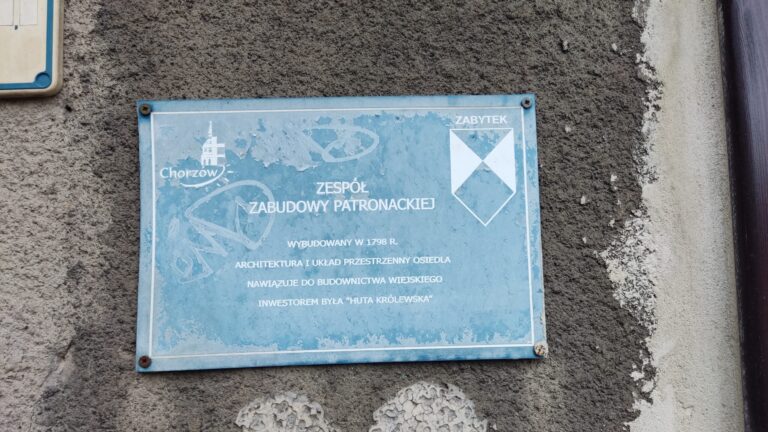 ZABYTEK
Chorzów
ZESPÓŁ
ZABUDOWY PATRONACKIEJ
WYBUDOWANY W 1798 R.
ARCHITEKTURA I UKŁAD PRZESTRZENNY OSIEDLA
NAWIĄZUJE DO BUDOWNICTWA WIEJSKIEGO
INWESTOREM BYŁA "HUTA KRÓLEWSKA"